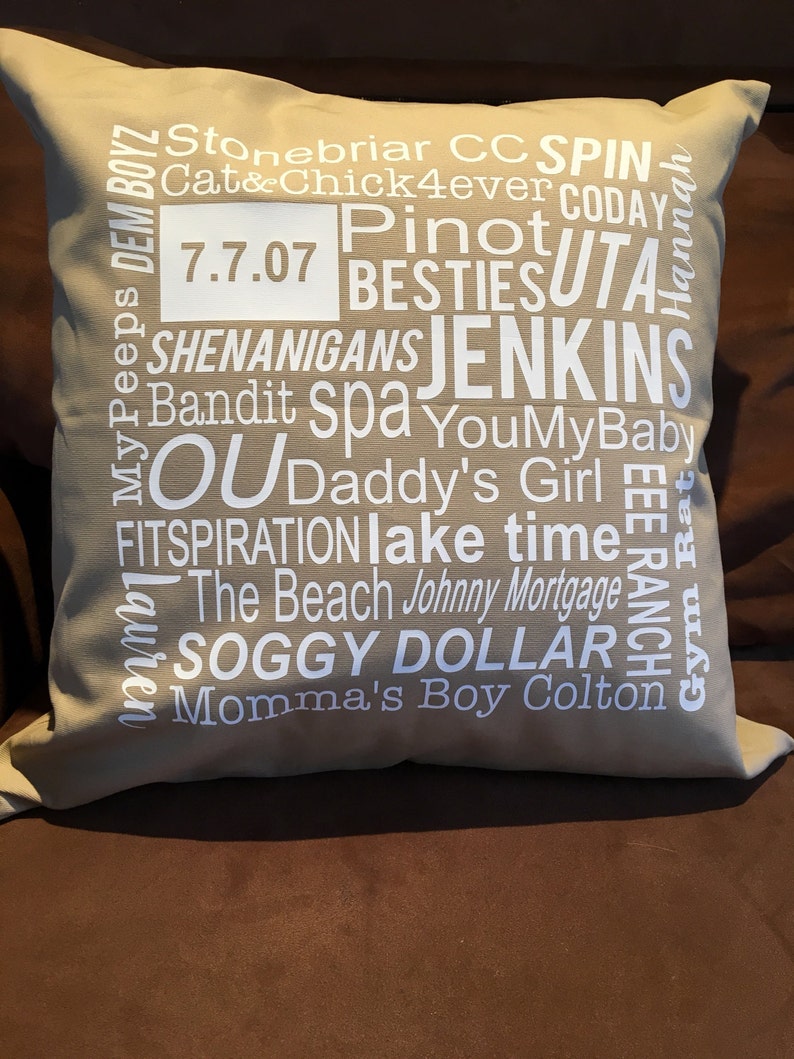 DEM BOYZ
Stonebriar CC
SPIN
Cat&Chick4ever
CODAY
Hannah
7.7.07
Pinot
UTA
BESTIES
MyPeeps
SHENANIGANS
JENKINS
Bandit
spa
YouMyBaby
OU
Daddy's Girl
EEE RANCH
Gym Rat
FITSPIRATION
lake time
lauren
The Beach
Johnny Mortgage
SOGGY DOLLAR
Momma's Boy Colton